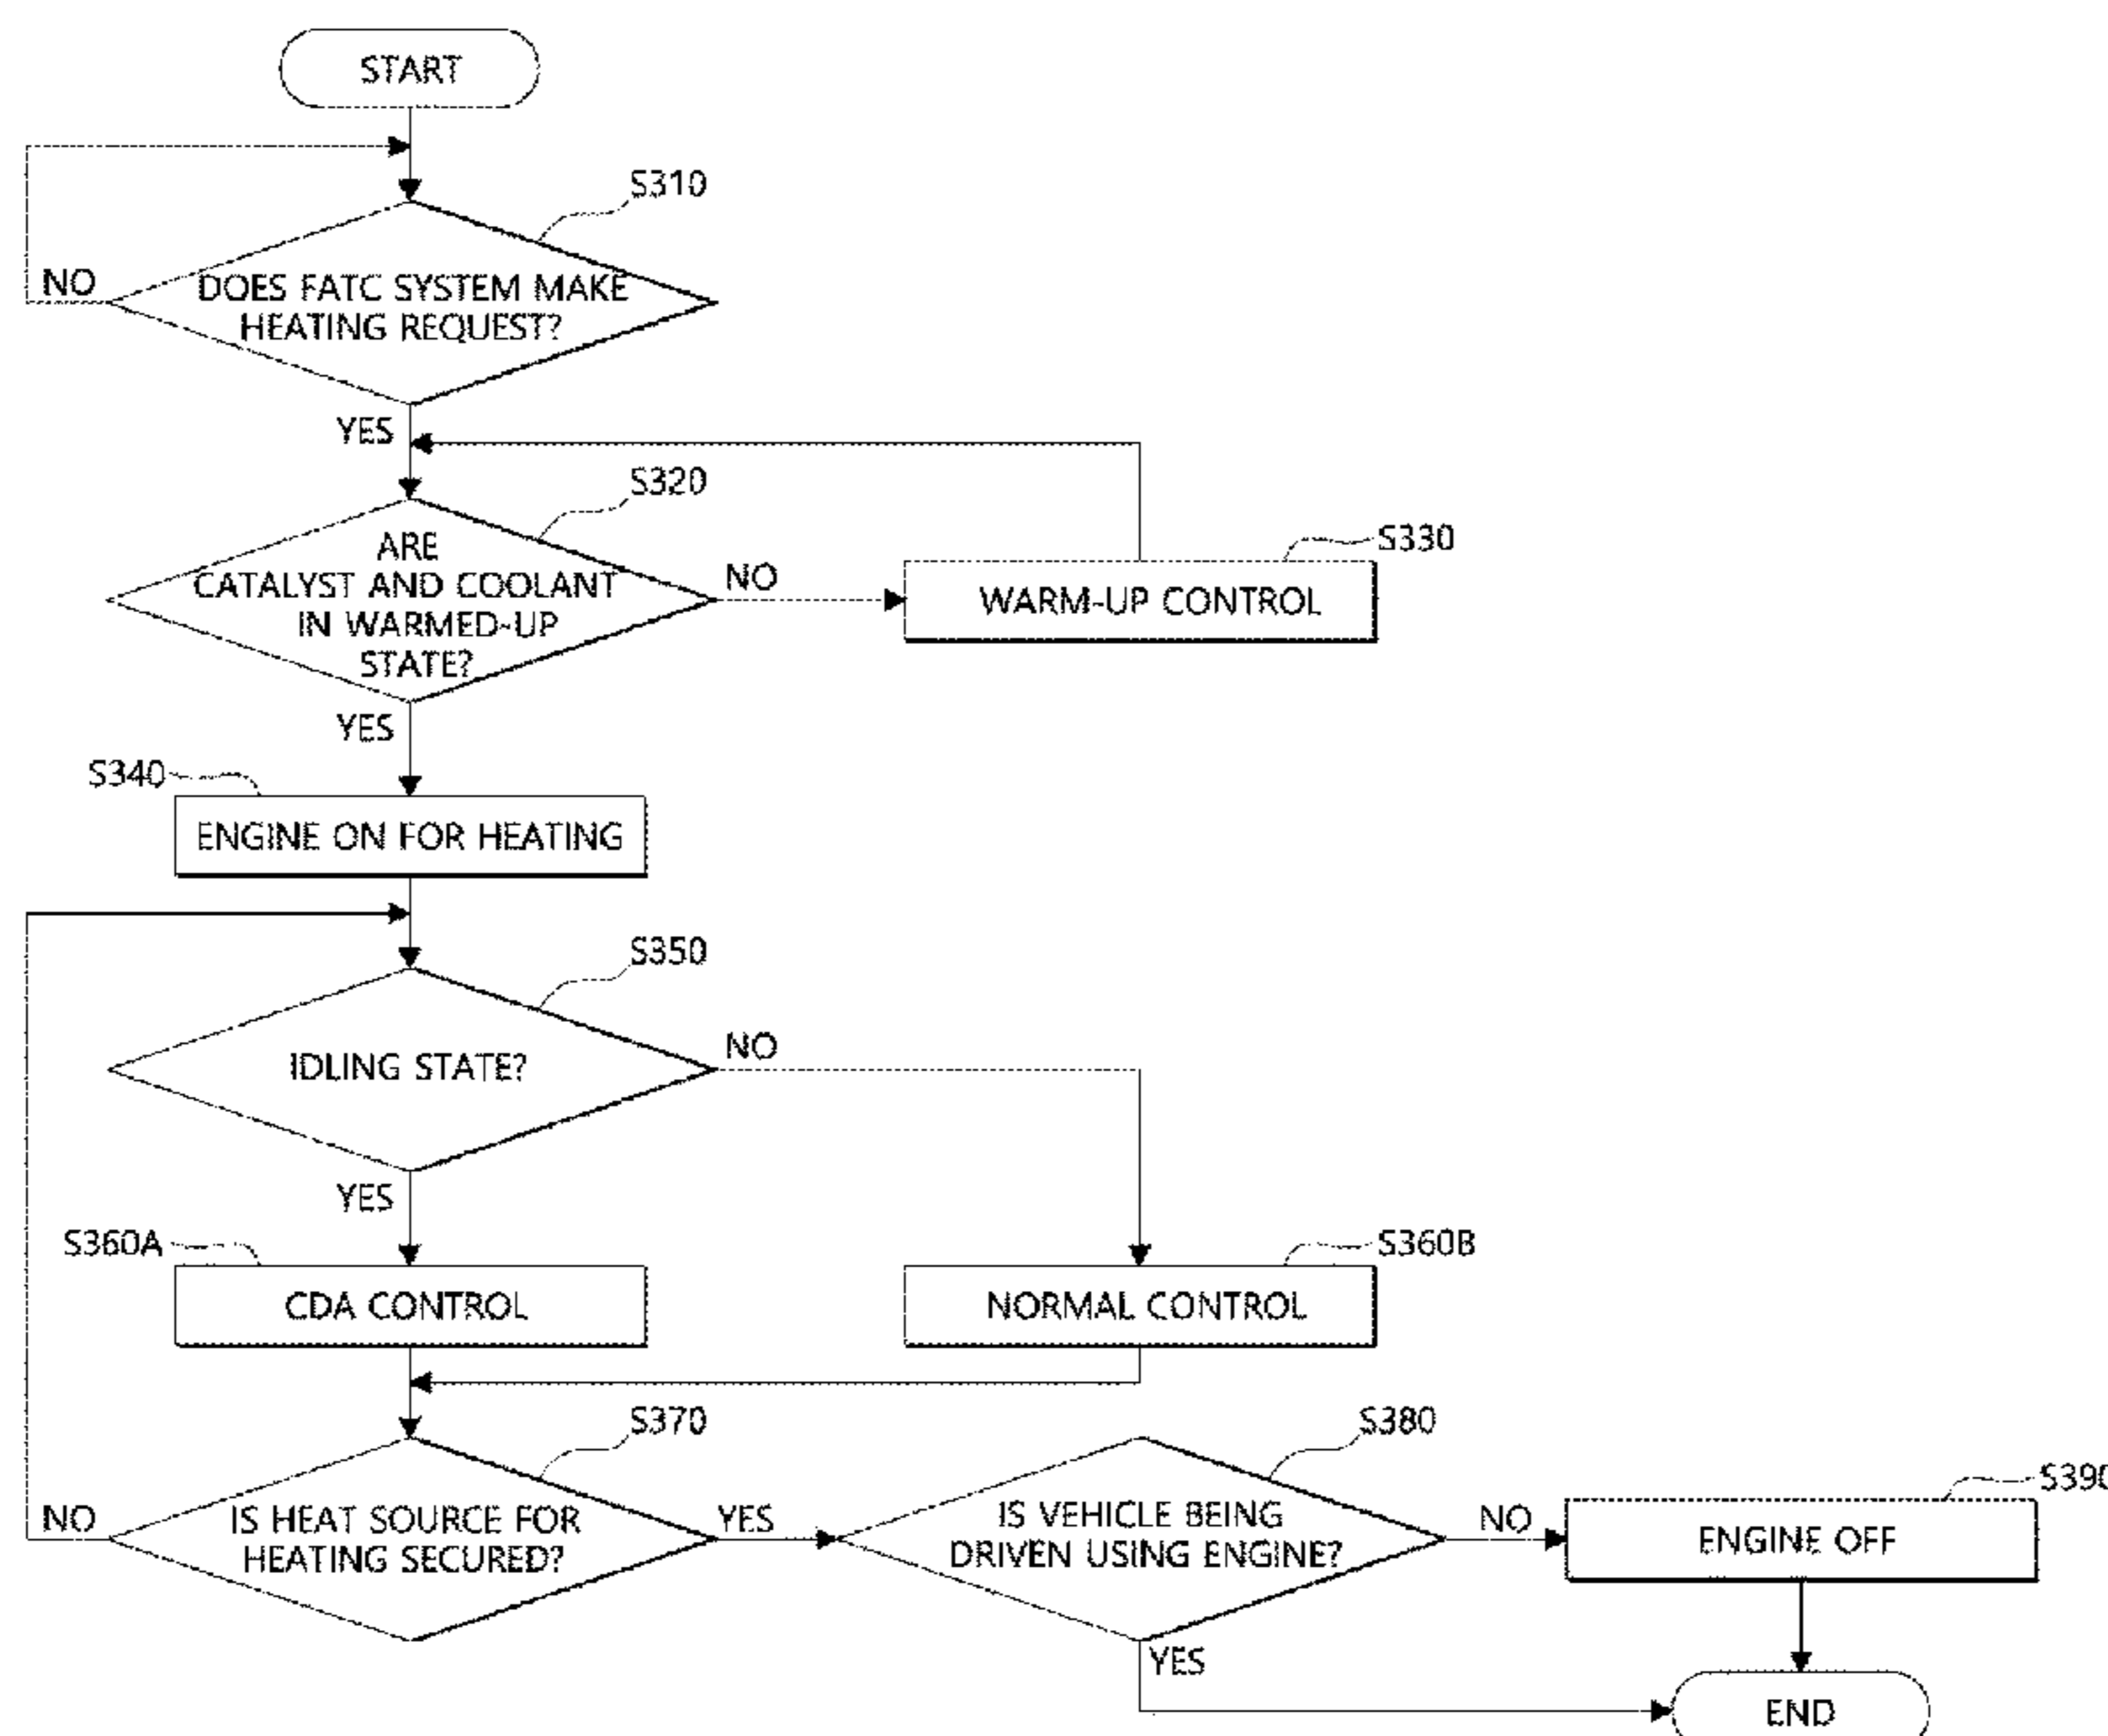 START
S310
NO
DOES FATC SYSTEM MAKE
HEATING REQUEST?
YES
S320
ARE
CATALYST AND COOLANT
IN WARMED-UP
STATE?
NO
S330
WARM-UP CONTROL
YES
S340
ENGINE ON FOR HEATING
S350
IDLING STATE?
NO
YES
S360A
CDA CONTROL
S360B
NORMAL CONTROL
S370
NO
IS HEAT SOURCE FOR
HEATING SECURED?
YES
S380
IS VEHICLE BEING
DRIVEN USING ENGINE?
NO
S390
ENGINE OFF
YES
END